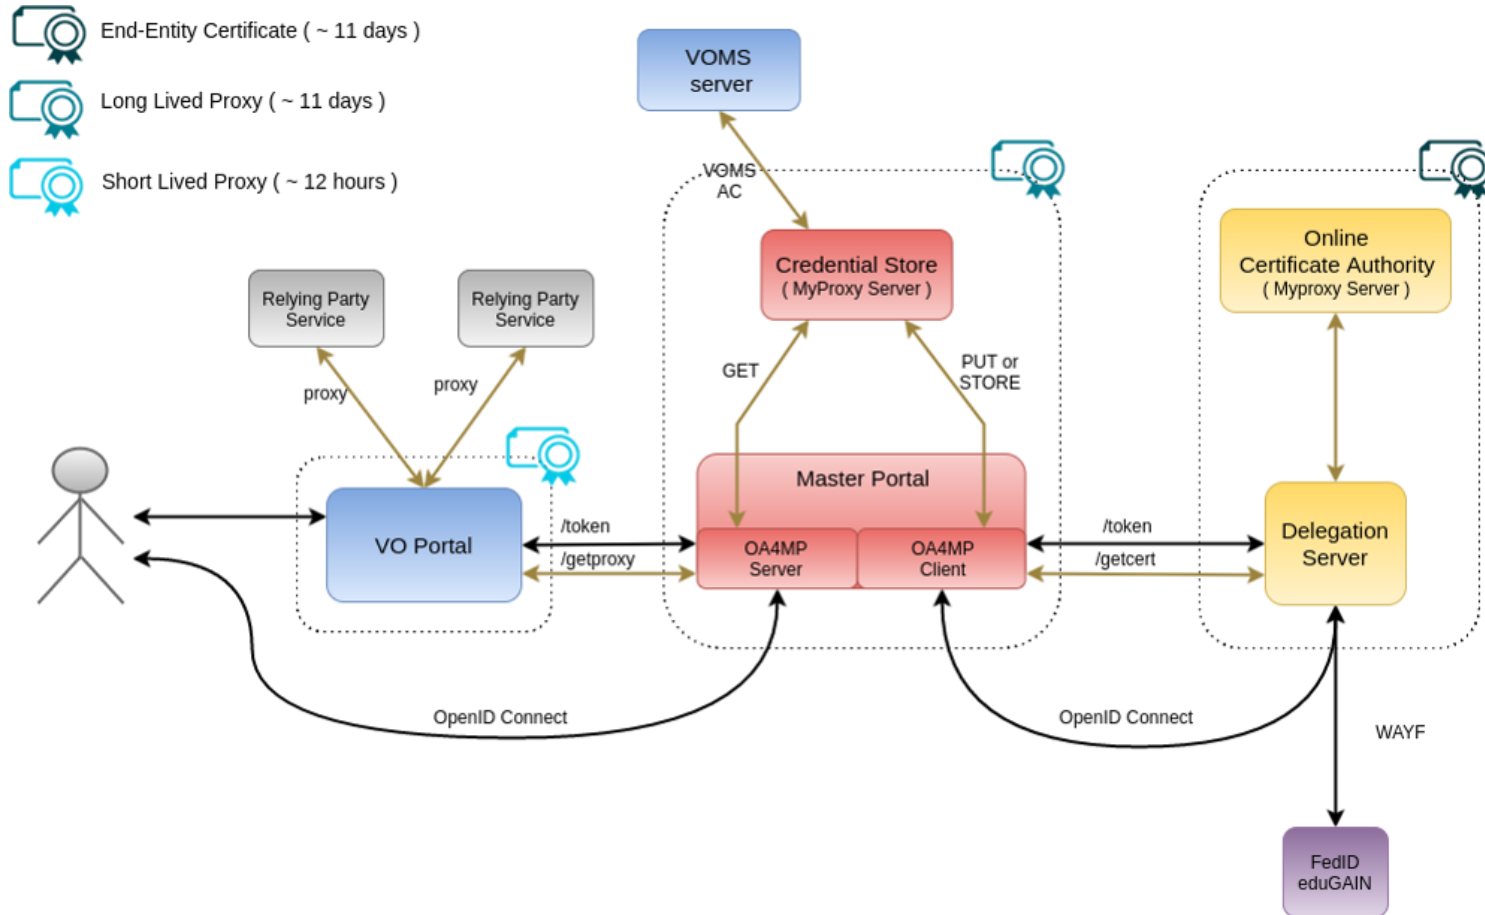 End-Entity Certificate ( ~ 11 days )
Long Lived Proxy ( ~ 11 days )
Short Lived Proxy ( ~ 12 hours )
VOMS
server
VOMS
AC
Credential Store
( MyProxy Server )
Online
Certificate Authority
( Myproxy Server )
Relying Party
Service
Relying Party
Service
proxy
proxy
GET
PUT or
STORE
Master Portal
VO Portal
/token
/getproxy
OA4MP
Server
OA4MP
Client
/token
/getcert
Delegation
Server
OpenID Connect
OpenID Connect
WAYF
FedID
eduGAIN